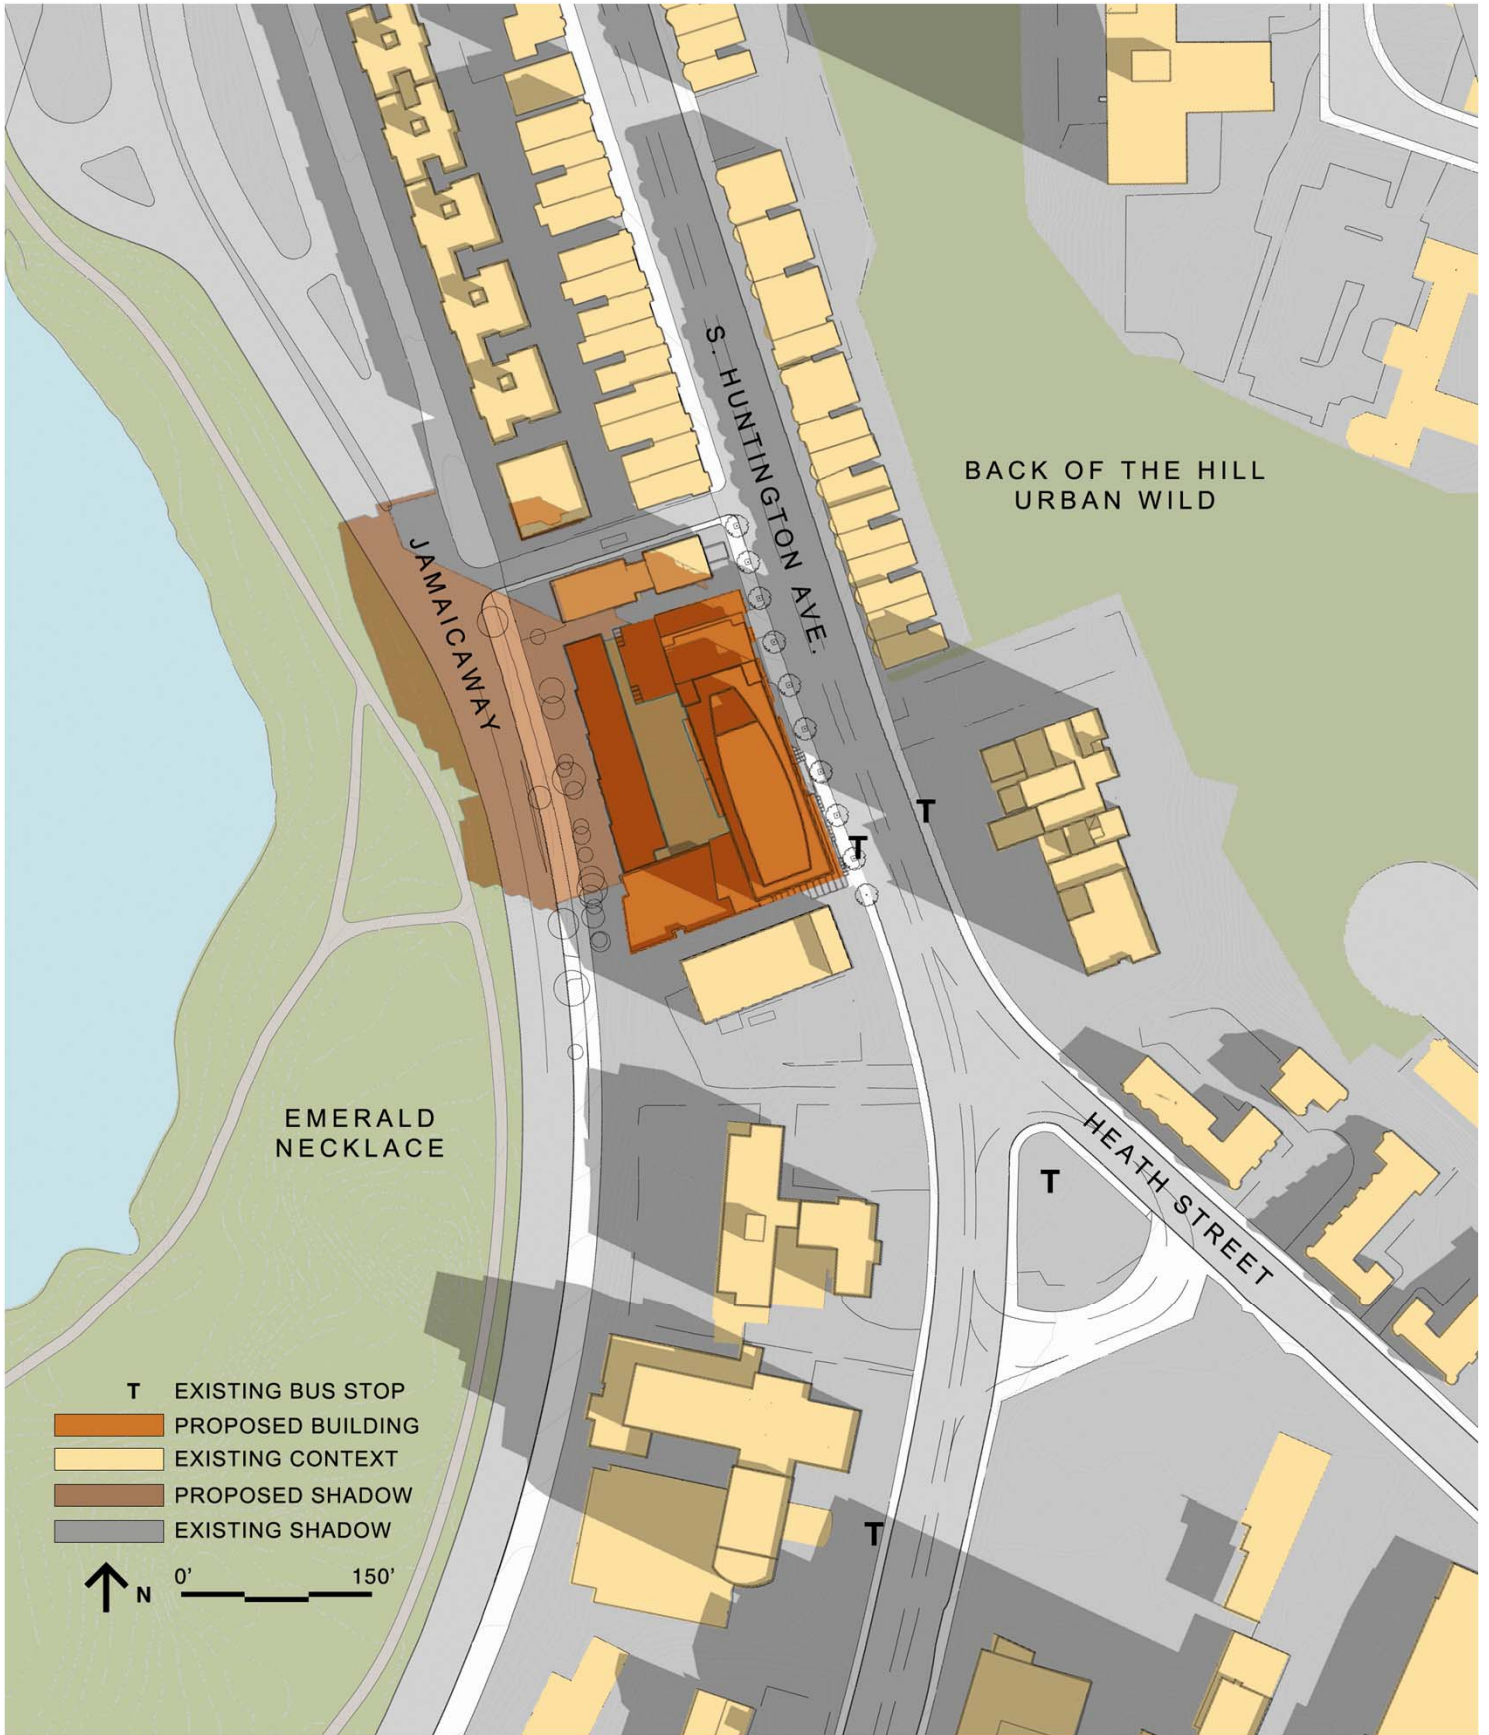 S. HUNTINGTON AVE.
BACK OF THE HILL
URBAN WILD
JAMAICAWAY
T
T
EMERALD
NECKLACE
HEATH STREET
T
T
T EXISTING BUS STOP
PROPOSED BUILDING
EXISTING CONTEXT
PROPOSED SHADOW
EXISTING SHADOW
N
0' 150'